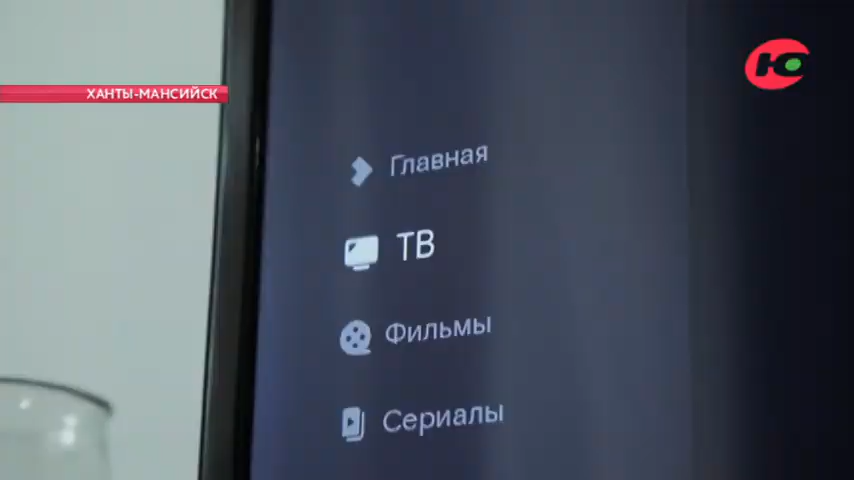 ХАНТЫ-МАНСИЙСК
Ю
Главная
ТВ
Фильмы
Сериалы